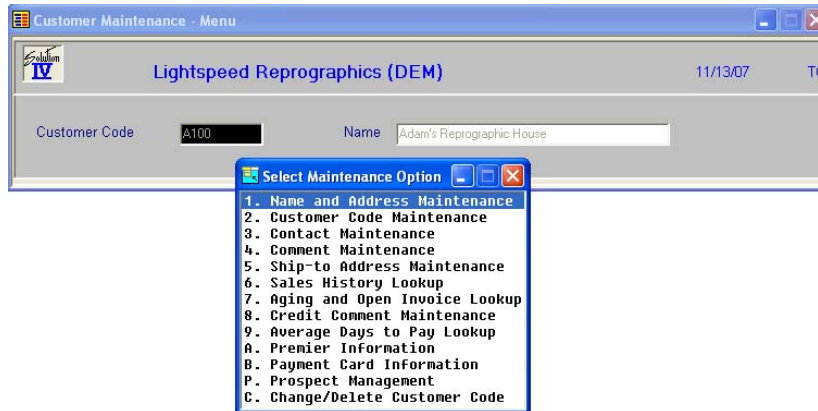 Customer Maintenance - Menu
Solution
IV
Lightspeed Reprographics (DEM)
11/13/07
Customer Code
A100
Name
Adam's Reprographic House
Select Maintenance Option
1. Name and Address Maintenance
2. Customer Code Maintenance
3. Contact Maintenance
4. Comment Maintenance
5. Ship-to Address Maintenance
6. Sales History Lookup
7. Aging and Open Invoice Lookup
8. Credit Comment Maintenance
9. Average Days to Pay Lookup
A. Premier Information
B. Payment Card Information
P. Prospect Management
C. Change/Delete Customer Code